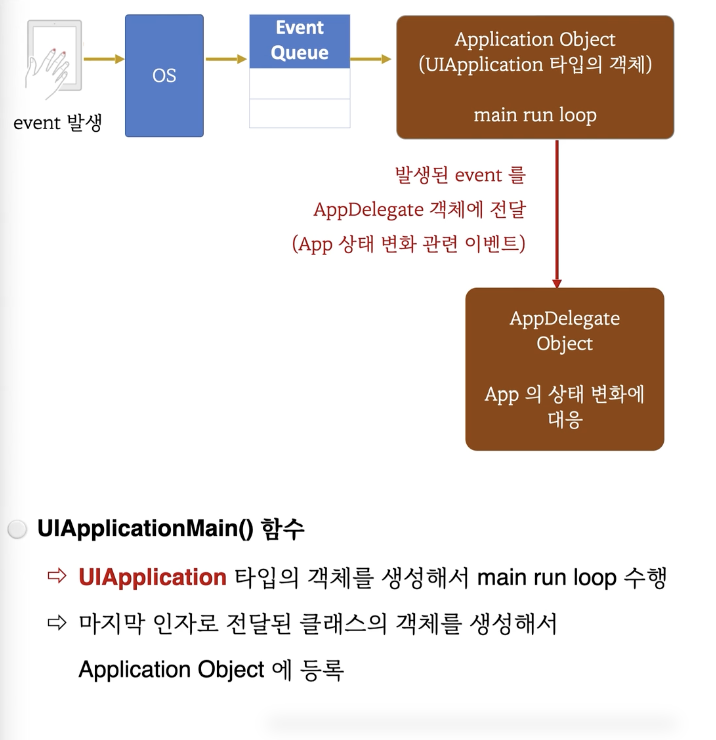 event 발생
OS
Event
Queue
Application Object
(UIApplication 타입의 객체)
main run loop
발생된 event 를
AppDelegate 객체에 전달
(App 상태 변화 관련 이벤트)
AppDelegate
Object
App 의 상태 변화에
대응
UIApplicationMain() 함수
⇨ UIApplication 타입의 객체를 생성해서 main run loop 수행
⇨ 마지막 인자로 전달된 클래스의 객체를 생성해서
Application Object 에 등록